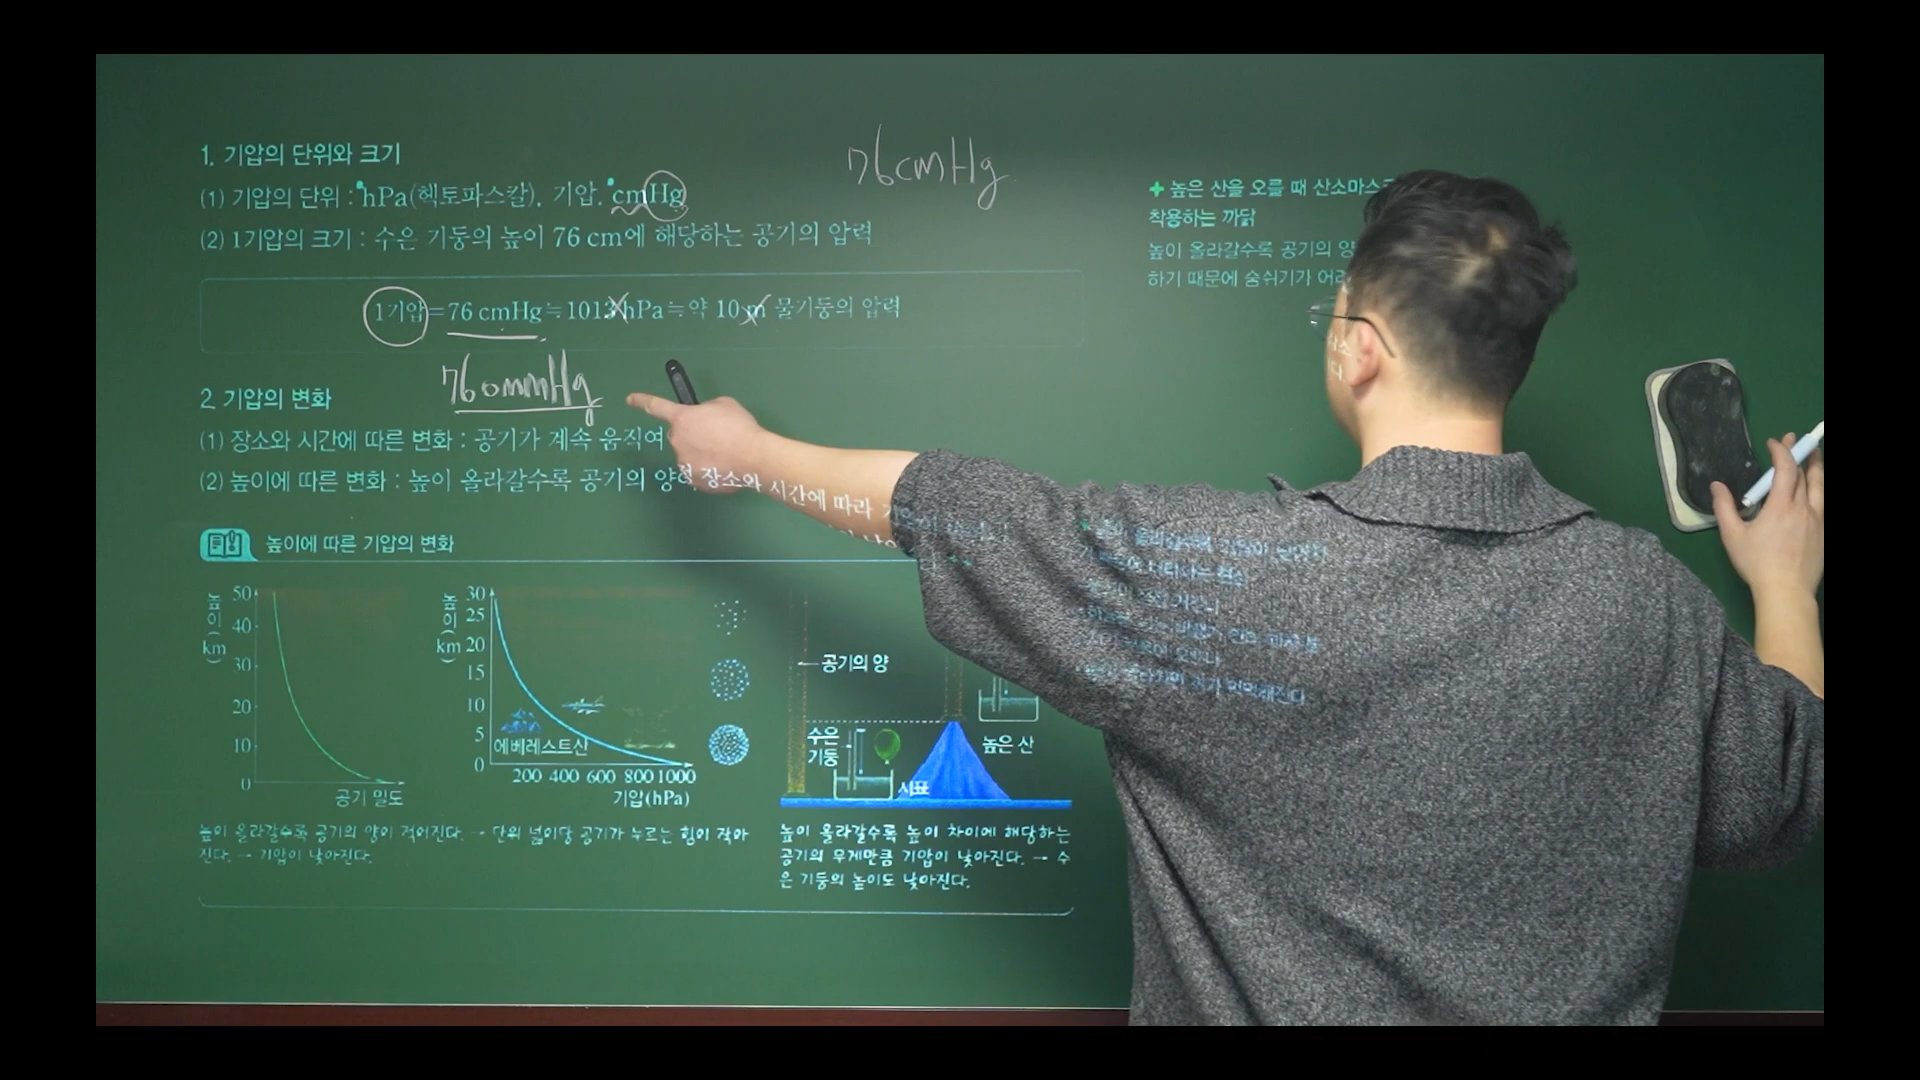 76cmHg
1. 기압의 단위와 크기
(1) 기압의 단위 : hPa(헥토파스칼), 기압, cmHg
(2) 1기압의 크기 : 수은 기둥의 높이 76 cm에 해당하는 공기의 압력
1기압=76 cmHg≒1013 hPa≒약 10 m 물기둥의 압력
760mmHg
2. 기압의 변화
(1) 장소와 시간에 따른 변화 : 공기가 계속 움직여 장소와 시간에 따라
(2) 높이에 따른 변화 : 높이 올라갈수록 공기의 양
높이에 따른 기압의 변화
높이(km)
50
40
30
20
10
0
공기 밀도
높이(km)
30
25
20
15
10
5
0
에베레스트산
200 400 600 800 1000
기압(hPa)
공기의 양
수은
기둥
높은 산
지표
높이 올라갈수록 공기의 양이 적어진다. → 단위 넓이당 공기가 누르는 힘이 작아
진다. → 기압이 낮아진다.
높이 올라갈수록 높이 차이에 해당하는
공기의 무게만큼 기압이 낮아진다. → 수
은 기둥의 높이도 낮아진다.
+ 높은 산을 오를 때 산소마스
착용하는 까닭
높이 올라갈수록 공기의 양
하기 때문에 숨쉬기가